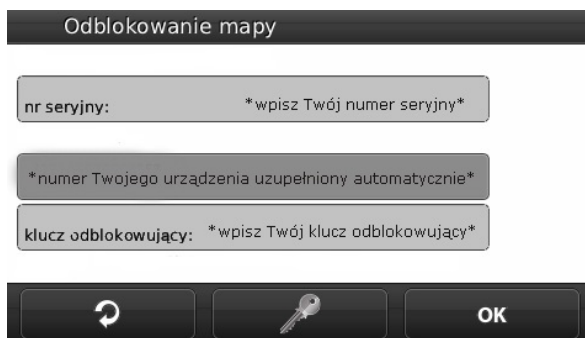 Odblokowanie mapy
nr seryjny: *wpisz Twój numer seryjny*
*numer Twojego urządzenia uzupełniony automatycznie*
klucz odblokowujący: *wpisz Twój klucz odblokowujący*
OK